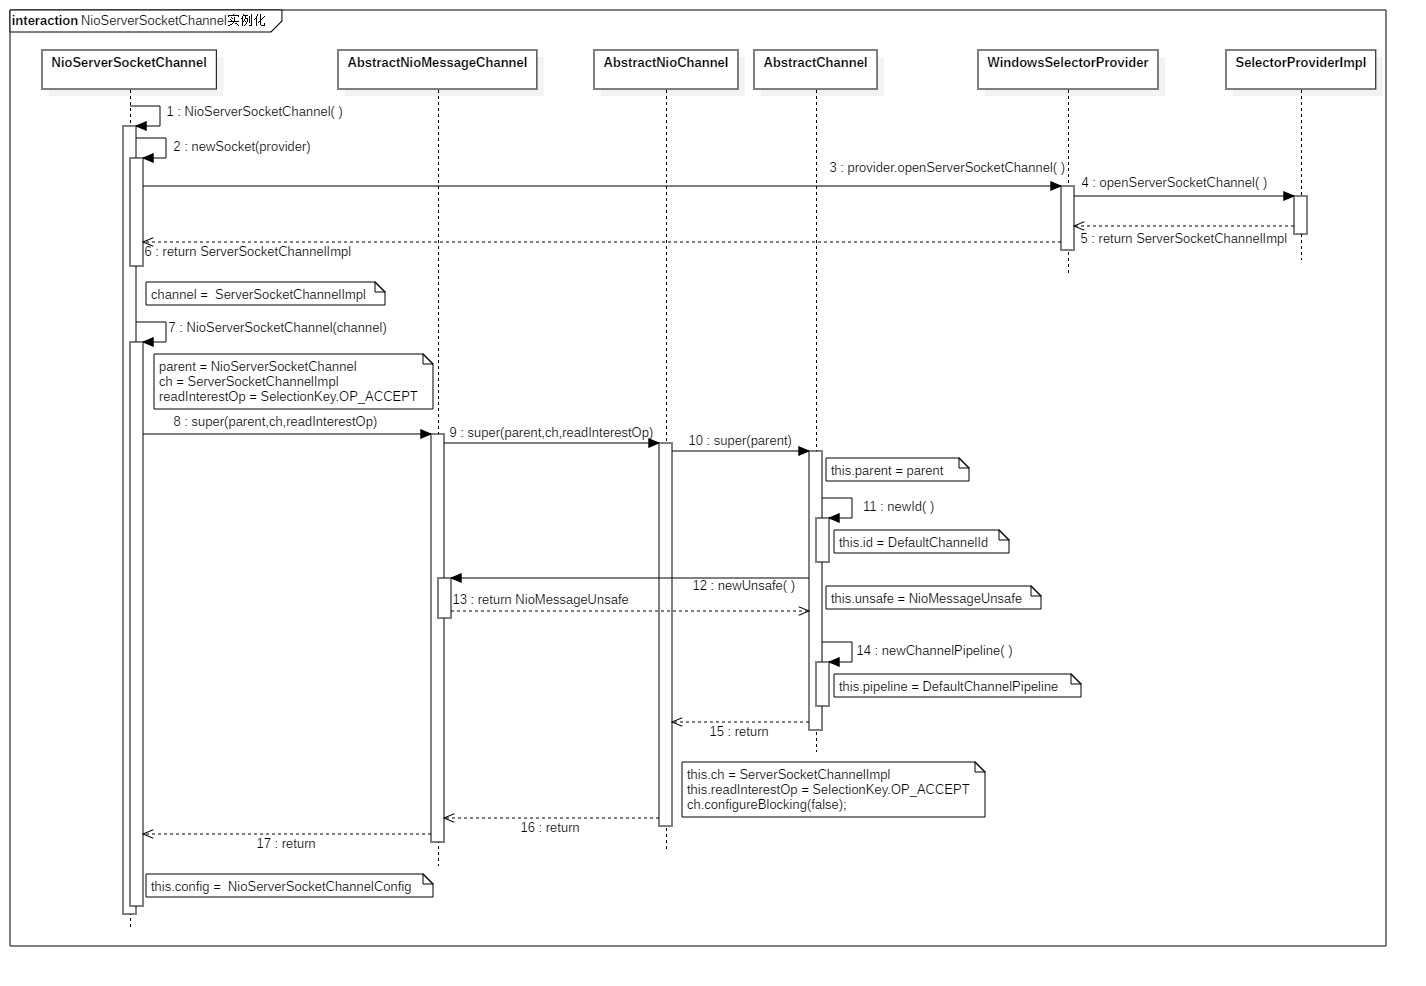 interaction NioServerSocketChannel实例化
NioServerSocketChannel
AbstractNioMessageChannel
AbstractNioChannel
AbstractChannel
WindowsSelectorProvider
SelectorProviderImpl
1 : NioServerSocketChannel( )
2 : newSocket(provider)
3 : provider.openServerSocketChannel( )
4 : openServerSocketChannel( )
5 : return ServerSocketChannelImpl
6 : return ServerSocketChannelImpl
channel =  ServerSocketChannelImpl
7 : NioServerSocketChannel(channel)
parent = NioServerSocketChannel
ch = ServerSocketChannelImpl
readInterestOp = SelectionKey.OP_ACCEPT
8 : super(parent,ch,readInterestOp)
9 : super(parent,ch,readInterestOp)
10 : super(parent)
this.parent = parent
11 : newId( )
this.id = DefaultChannelId
12 : newUnsafe( )
13 : return NioMessageUnsafe
this.unsafe = NioMessageUnsafe
14 : newChannelPipeline( )
this.pipeline = DefaultChannelPipeline
15 : return
this.ch = ServerSocketChannelImpl
this.readInterestOp = SelectionKey.OP_ACCEPT
ch.configureBlocking(false);
16 : return
17 : return
this.config =  NioServerSocketChannelConfig